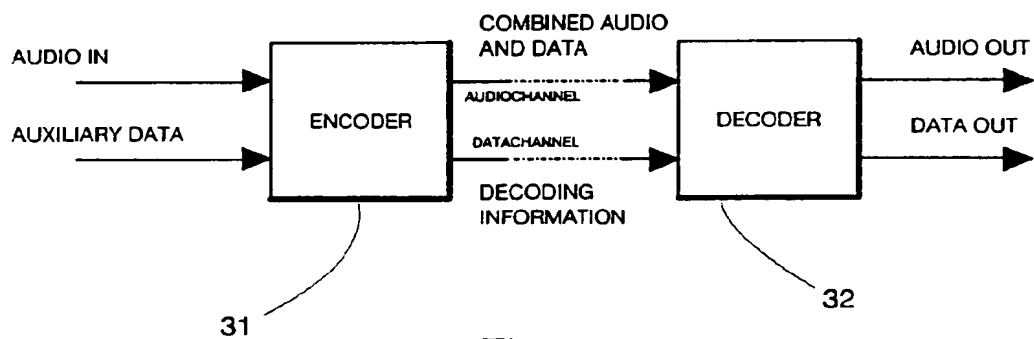 COMBINED AUDIO
AND DATA
AUDIO IN
AUDIO OUT
AUDIOCHANNEL
ENCODER
DECODER
AUXILIARY DATA
DATACHANNEL
DATA OUT
DECODING
INFORMATION
31
32